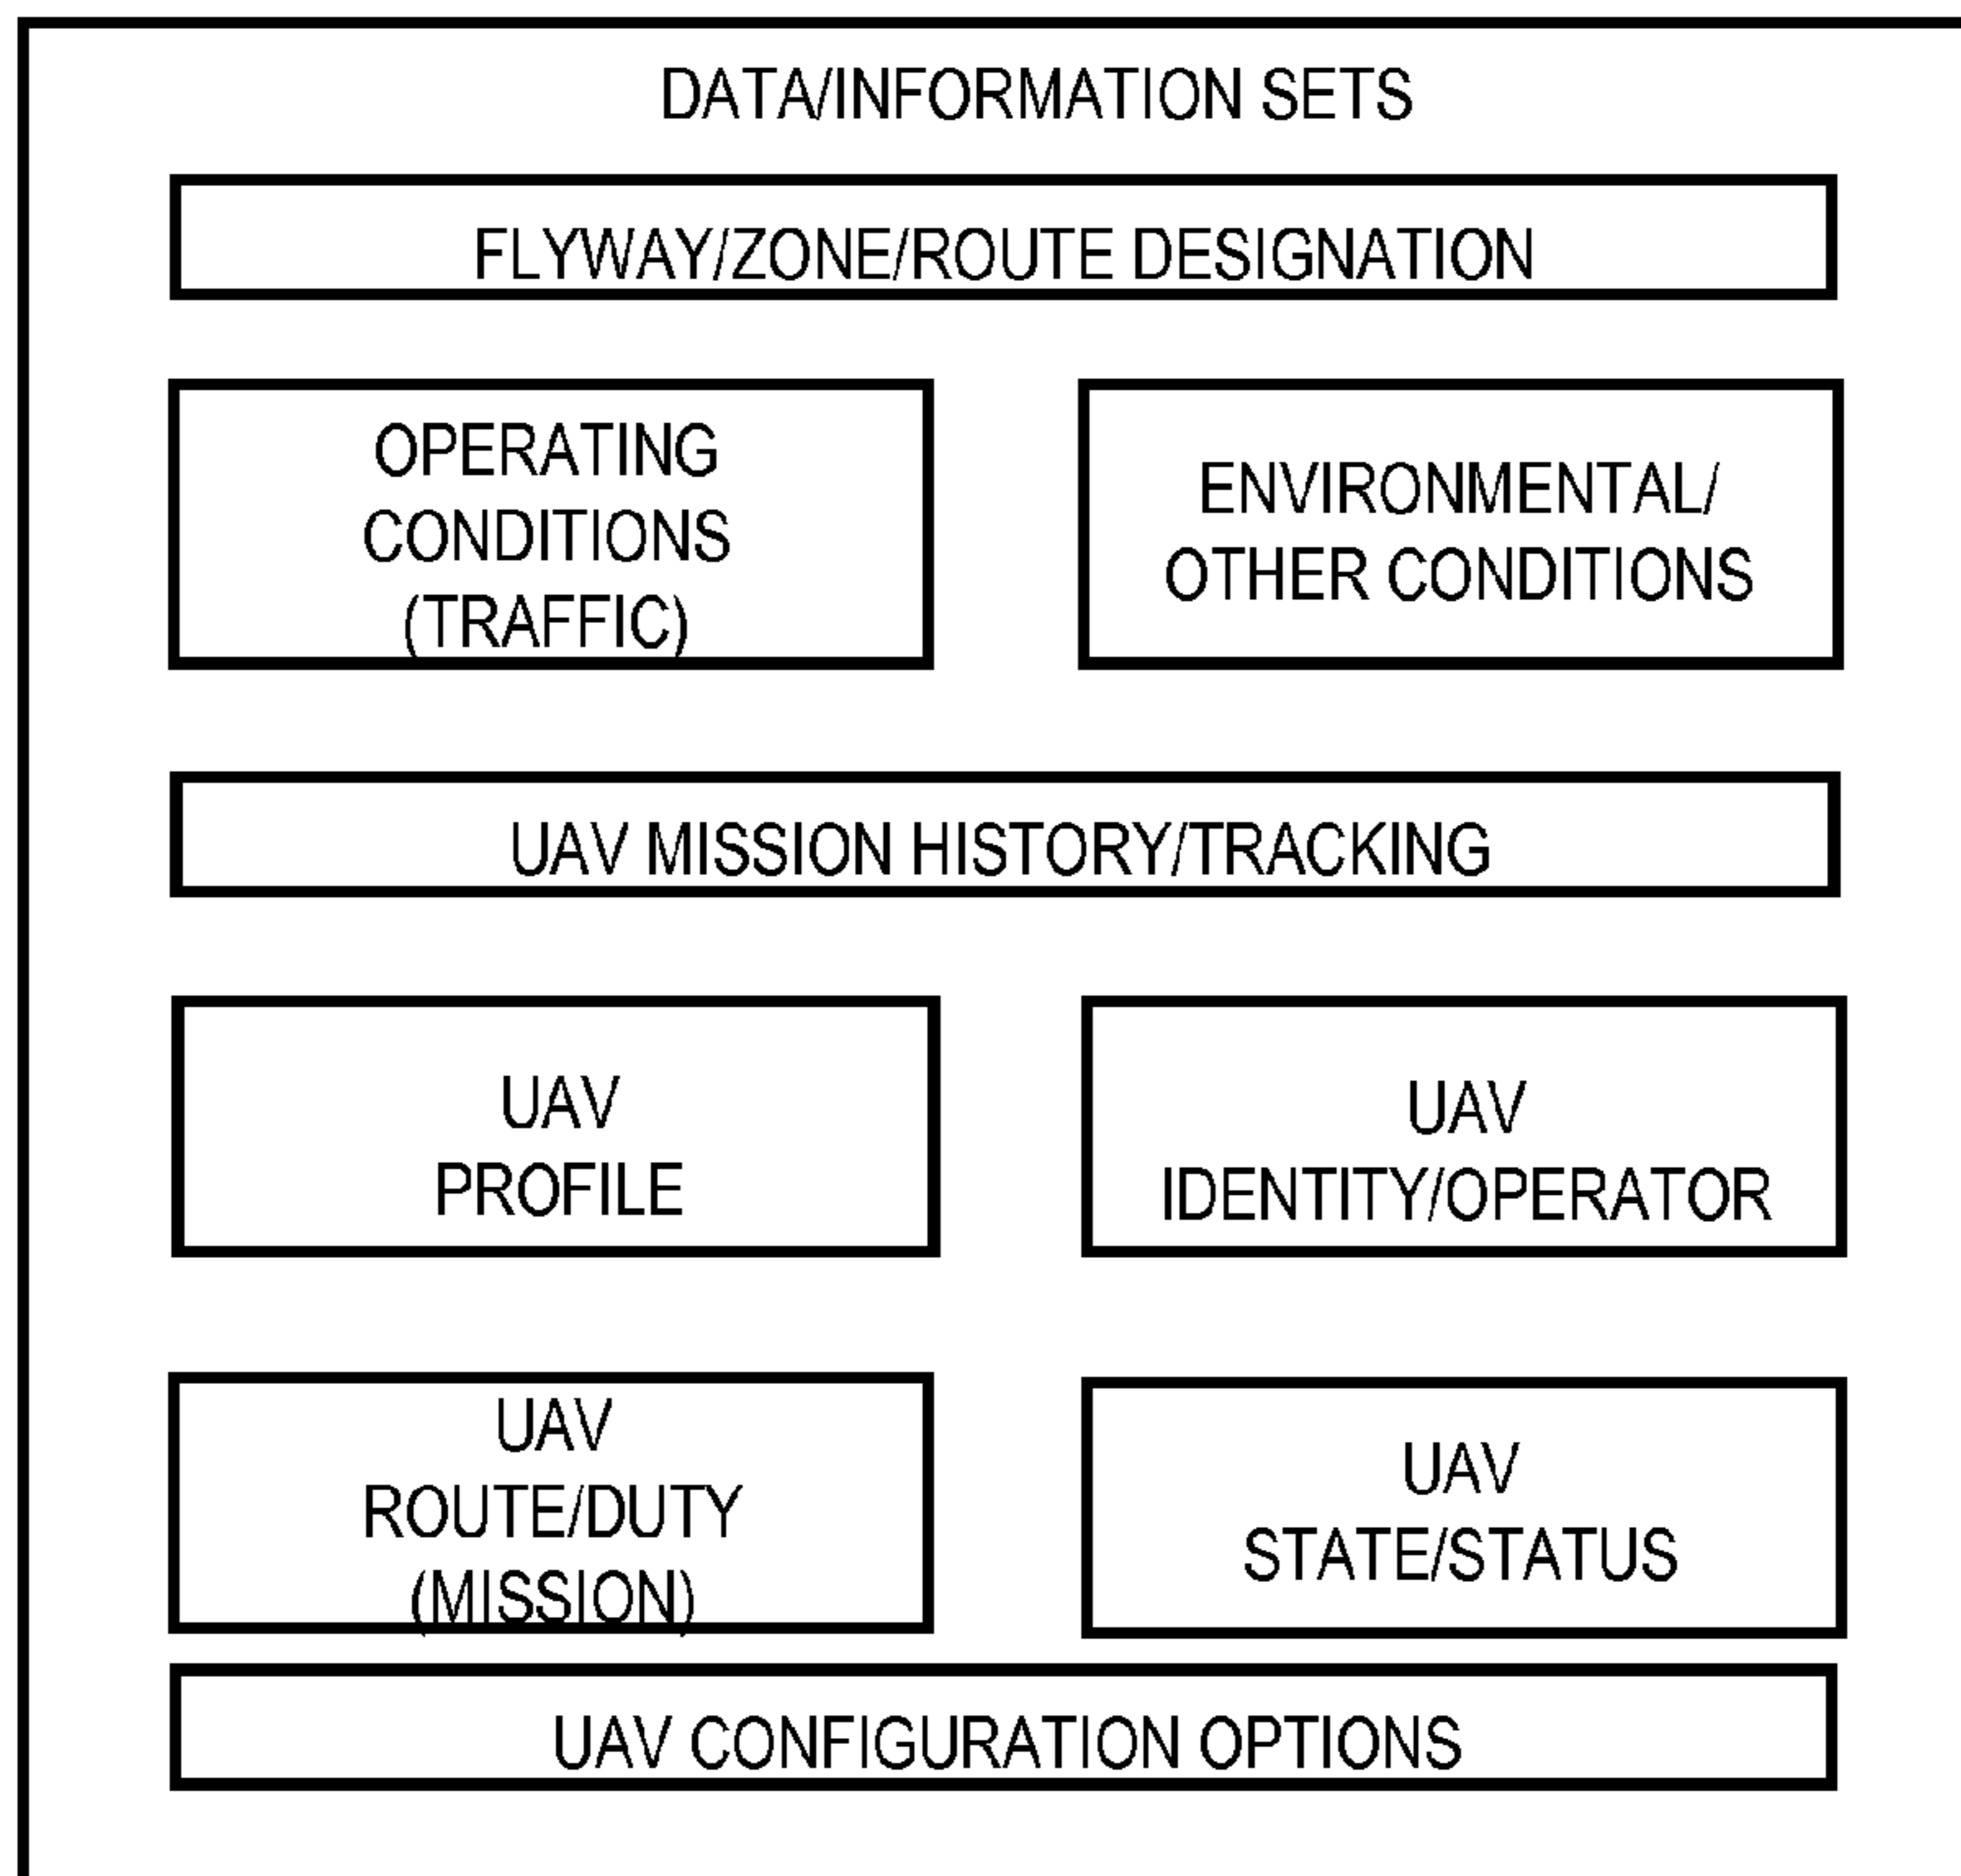 DATA/INFORMATION SETS
FLYWAY/ZONE/ROUTE DESIGNATION
OPERATING
CONDITIONS
(TRAFFIC)
ENVIRONMENTAL/
OTHER CONDITIONS
UAV MISSION HISTORY/TRACKING
UAV
PROFILE
UAV
IDENTITY/OPERATOR
UAV
ROUTE/DUTY
(MISSION)
UAV
STATE/STATUS
UAV CONFIGURATION OPTIONS